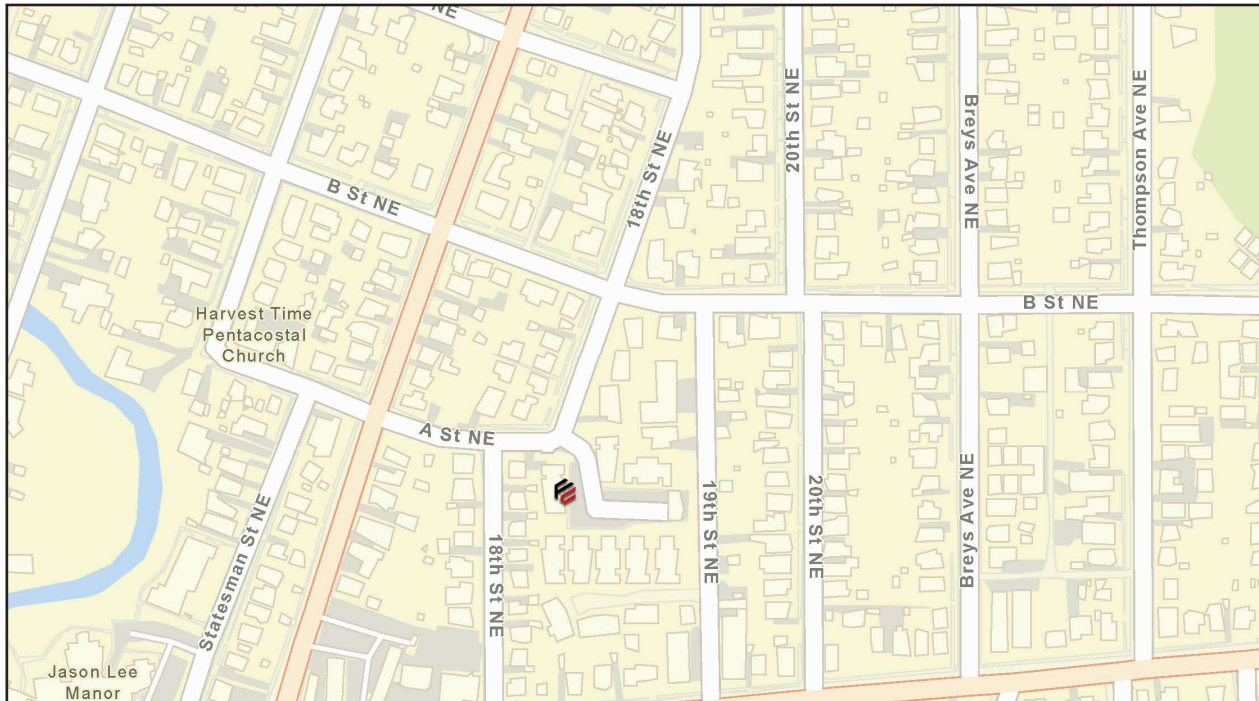 NE
20th St NE
Breys Ave NE
Thompson Ave NE
18th St NE
B St NE
B St NE
Harvest Time
Pentacostal
Church
A St NE
Statesman St NE
18th St NE
19th St NE
20th St NE
Breys Ave NE
Jason Lee
Manor